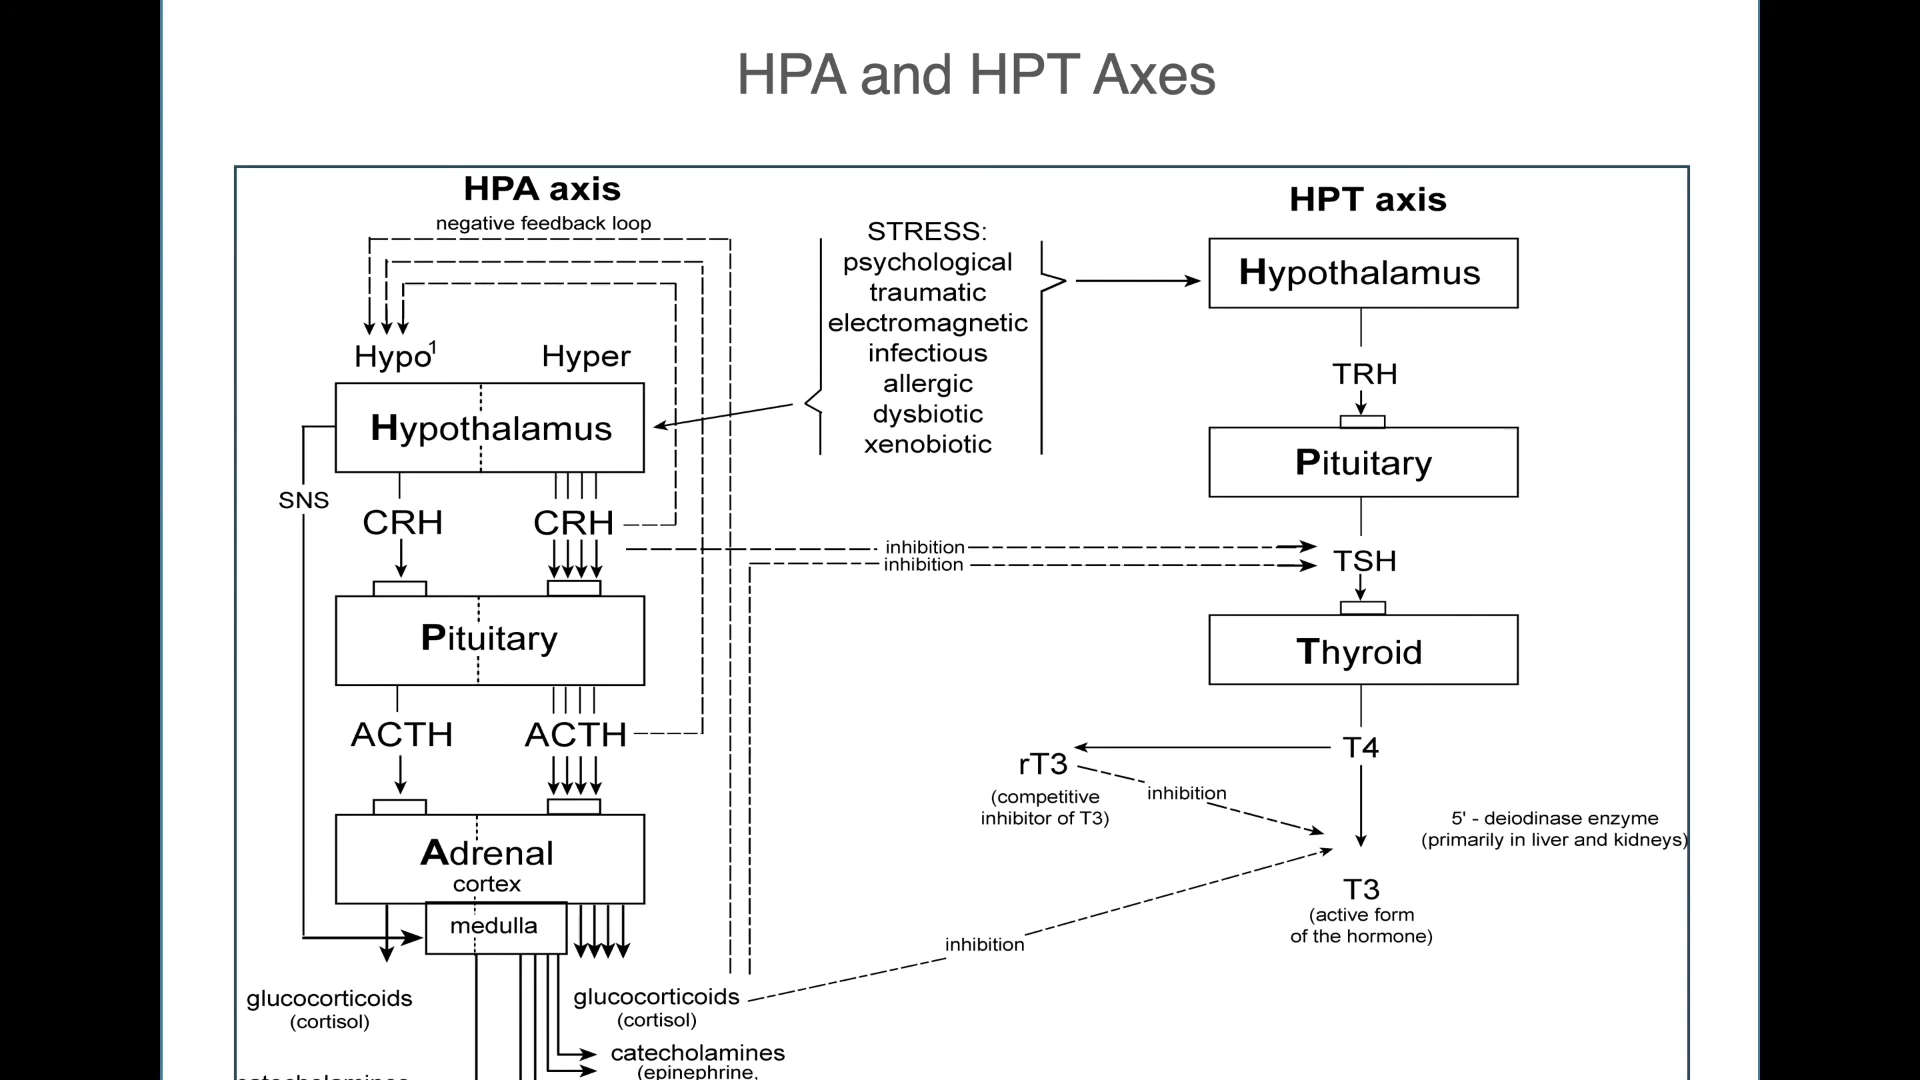 HPA and HPT Axes
HPA axis
negative feedback loop
Hypo¹
Hyper
Hypothalamus
SNS
CRH
CRH
Pituitary
ACTH
ACTH
Adrenal
cortex
medulla
glucocorticoids
(cortisol)
glucocorticoids
(cortisol)
catecholamines
(epinephrine,
STRESS:
psychological
traumatic
electromagnetic
infectious
allergic
dysbiotic
xenobiotic
inhibition
inhibition
HPT axis
Hypothalamus
TRH
Pituitary
TSH
Thyroid
T4
rT3
(competitive
inhibitor of T3)
inhibition
5' - deiodinase enzyme
(primarily in liver and kidneys)
T3
(active form
of the hormone)
inhibition